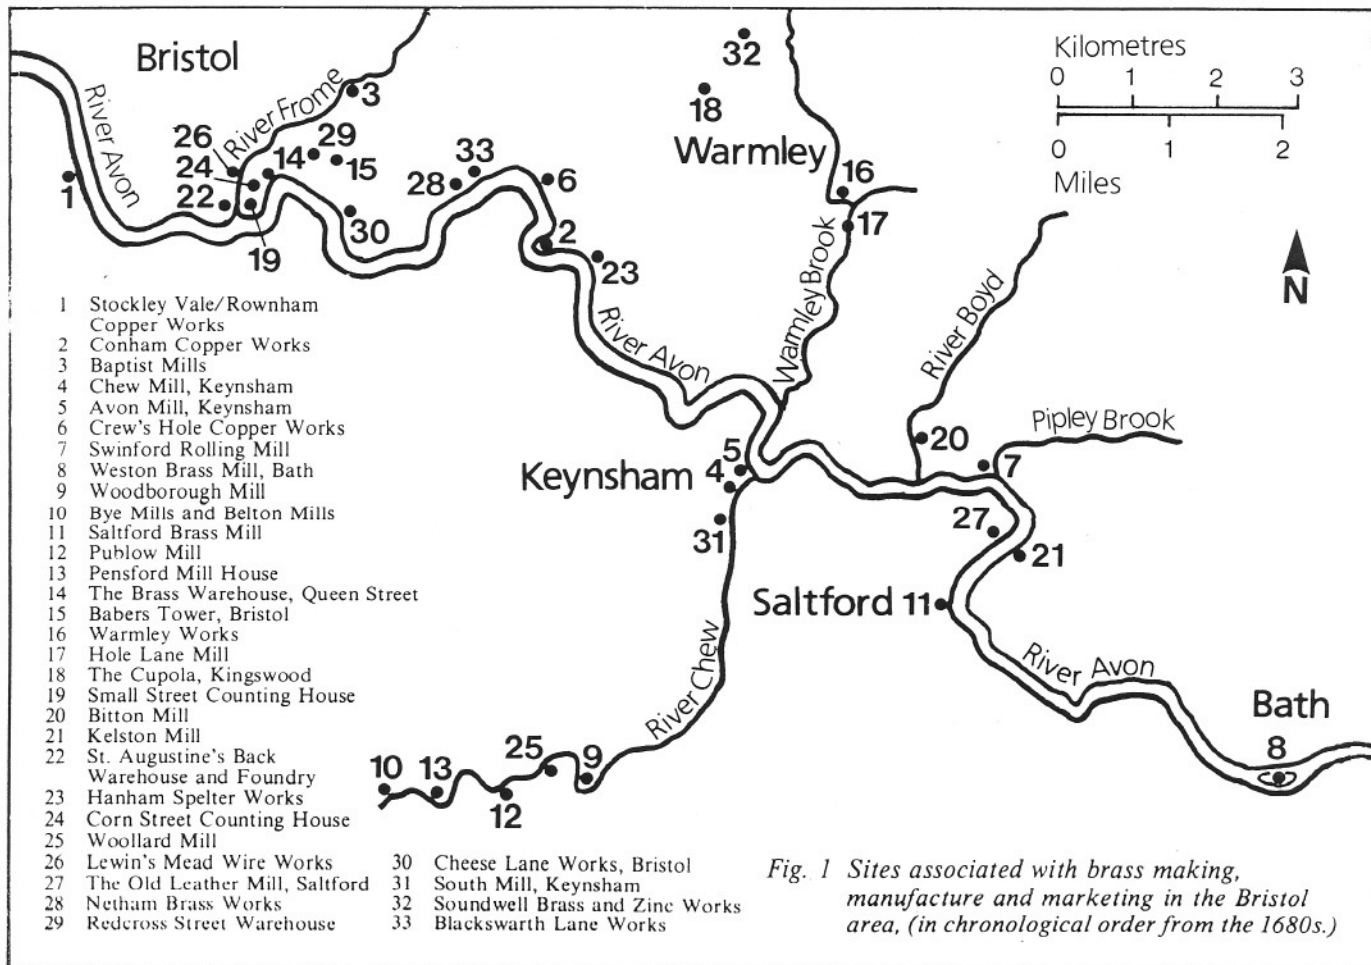 Bristol
River Avon
River Frome
26
24
22
1
3
14
29
15
19
30
28
33
6
2
23
32
18
Warmley
16
17
Warmley Brook
Kilometres
0 1 2 3
0 1 2
Miles
N
River Boyd
River Avon
Pipley Brook
20
7
5
Keynsham 4
31
27
21
Saltford 11
River Chew
River Avon
Bath
8
10
13
12
25
9
1 Stockley Vale/Rownham
Copper Works
2 Conham Copper Works
3 Baptist Mills
4 Chew Mill, Keynsham
5 Avon Mill, Keynsham
6 Crew's Hole Copper Works
7 Swinford Rolling Mill
8 Weston Brass Mill, Bath
9 Woodborough Mill
10 Bye Mills and Belton Mills
11 Saltford Brass Mill
12 Publow Mill
13 Pensford Mill House
14 The Brass Warehouse, Queen Street
15 Babers Tower, Bristol
16 Warmley Works
17 Hole Lane Mill
18 The Cupola, Kingswood
19 Small Street Counting House
20 Bitton Mill
21 Kelston Mill
22 St. Augustine's Back
Warehouse and Foundry
23 Hanham Spelter Works
24 Corn Street Counting House
25 Woollard Mill
26 Lewin's Mead Wire Works
27 The Old Leather Mill, Saltford
28 Netham Brass Works
29 Redcross Street Warehouse
30 Cheese Lane Works, Bristol
31 South Mill, Keynsham
32 Soundwell Brass and Zinc Works
33 Blackswarth Lane Works
Fig. 1 Sites associated with brass making,
manufacture and marketing in the Bristol
area, (in chronological order from the 1680s.)